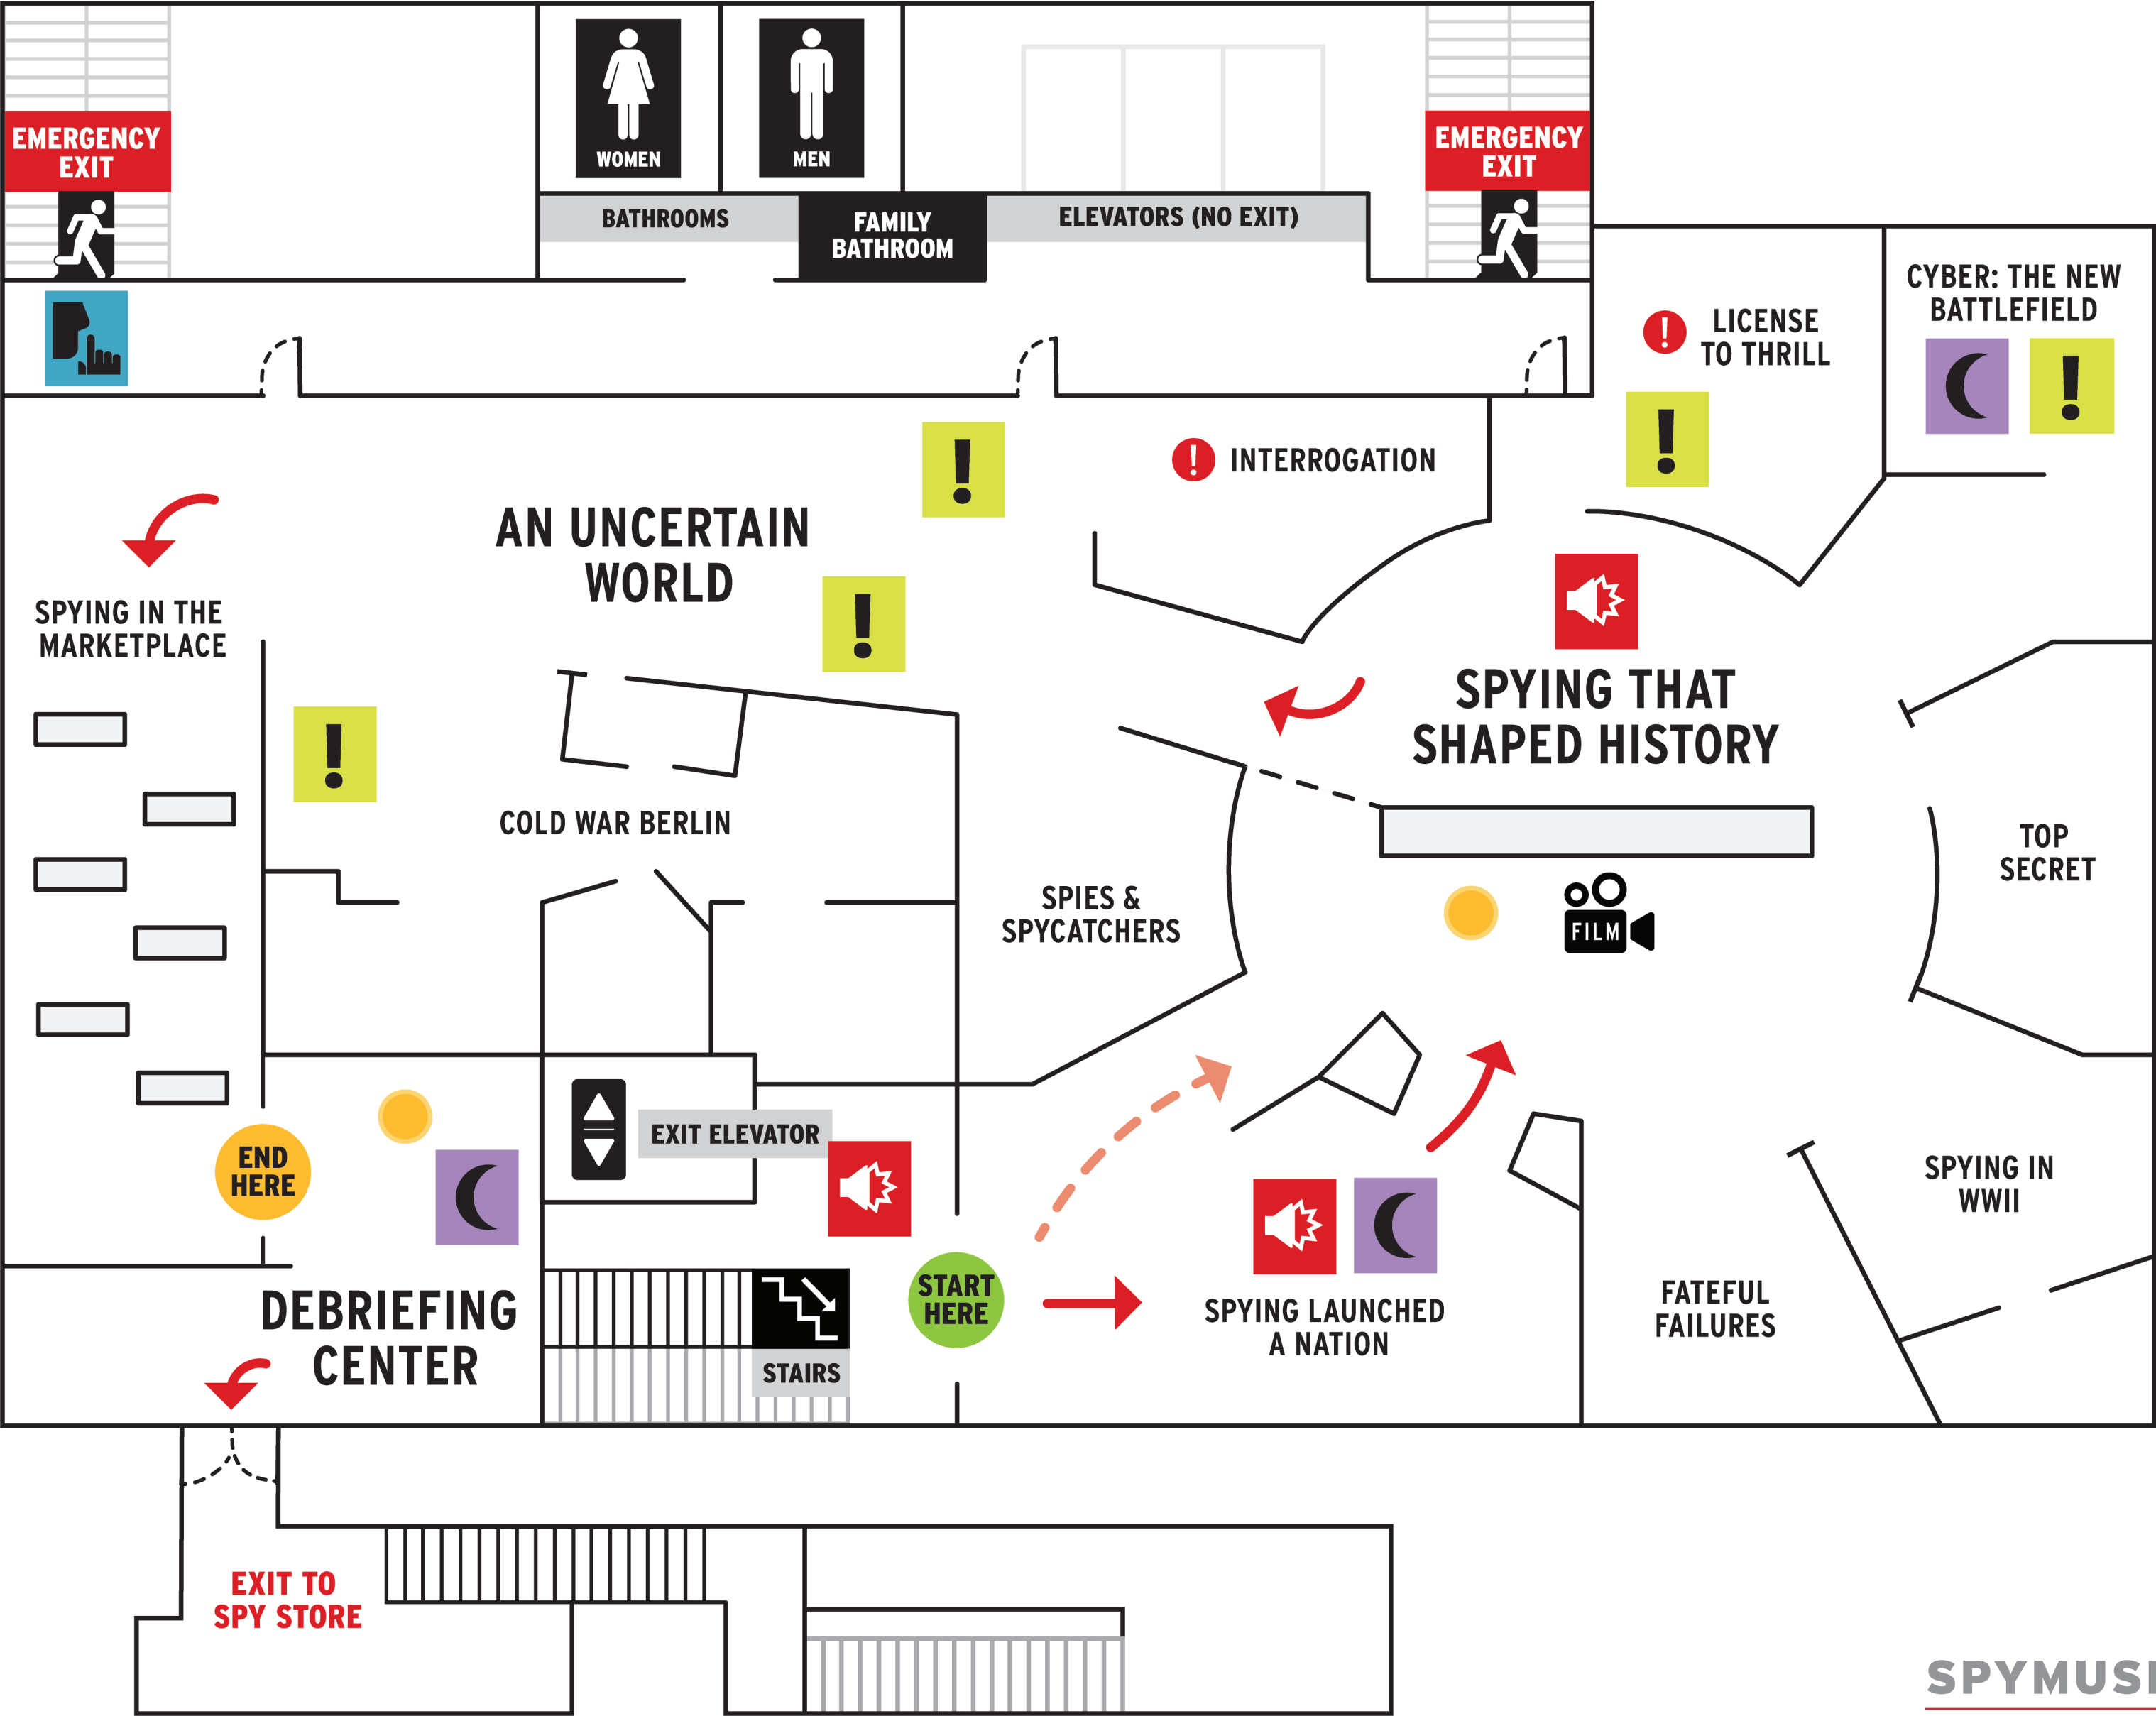 WOMEN
MEN
EMERGENCY
EXIT
EMERGENCY
EXIT
BATHROOMS
FAMILY
BATHROOM
ELEVATORS (NO EXIT)
CYBER: THE NEW
BATTLEFIELD
! LICENSE
TO THRILL
!
!
!
! INTERROGATION
AN UNCERTAIN
WORLD
!
SPYING IN THE
MARKETPLACE
!
SPYING THAT
SHAPED HISTORY
COLD WAR BERLIN
TOP
SECRET
SPIES &
SPYCATCHERS
FILM
EXIT ELEVATOR
END
HERE
SPYING IN
WWII
START
HERE
SPYING LAUNCHED
A NATION
FATEFUL
FAILURES
DEBRIEFING
CENTER
STAIRS
EXIT TO
SPY STORE